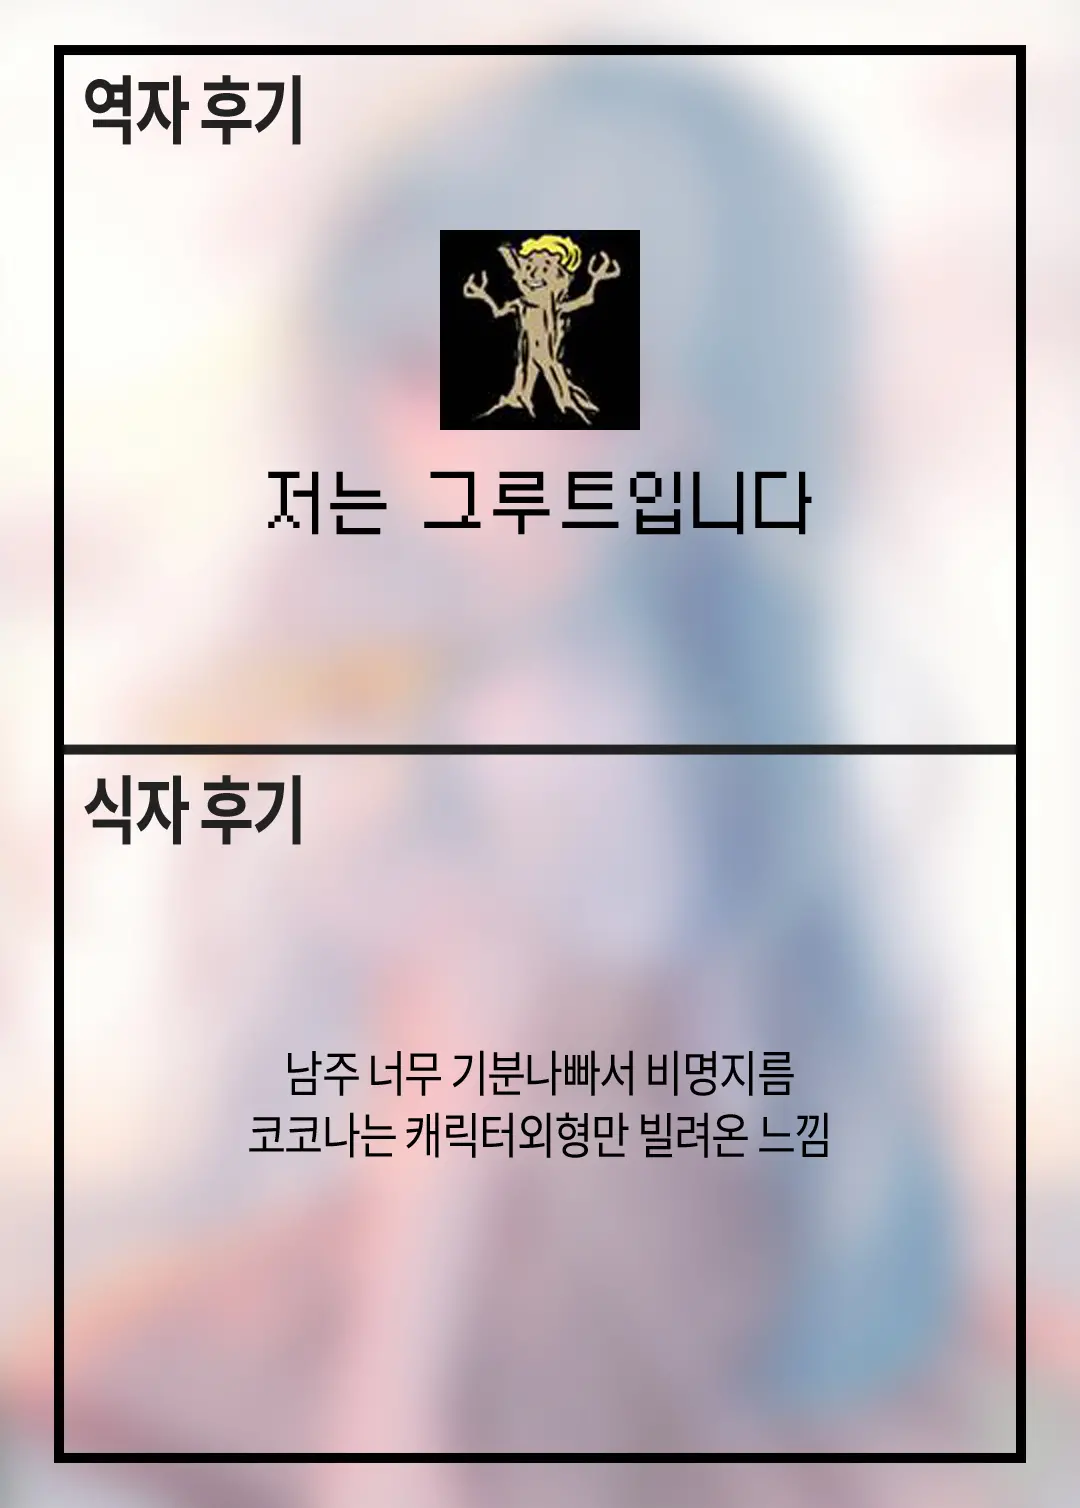 역자 후기
저는 그루트입니다
식자 후기
남주 너무 기분나빠서 비명지름
코코나는 캐릭터외형만 빌려온 느낌